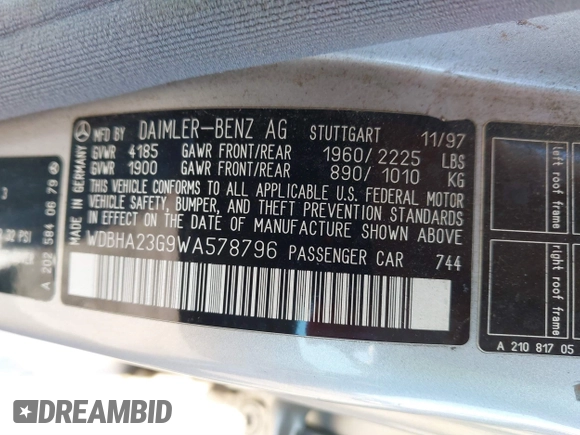 MFD BY DAIMLER-BENZ AG STUTTGART 11/97
GVWR 4185 GAWR FRONT/REAR 1960/2225 LBS
GVWR 1900 GAWR FRONT/REAR 890/1010 KG
THIS VEHICLE CONFORMS TO ALL APPLICABLE U.S. FEDERAL MOTOR
VEHICLE SAFETY, BUMPER, AND THEFT PREVENTION STANDARDS
IN EFFECT ON THE DATE OF MANUFACTURE SHOWN ABOVE
WDBHA23G9WA578796 PASSENGER CAR 744
MADE IN GERMANY
A 202 584 06 79
3
PSI
left roof frame
right roof frame
A 210 817 05
DREAMBID